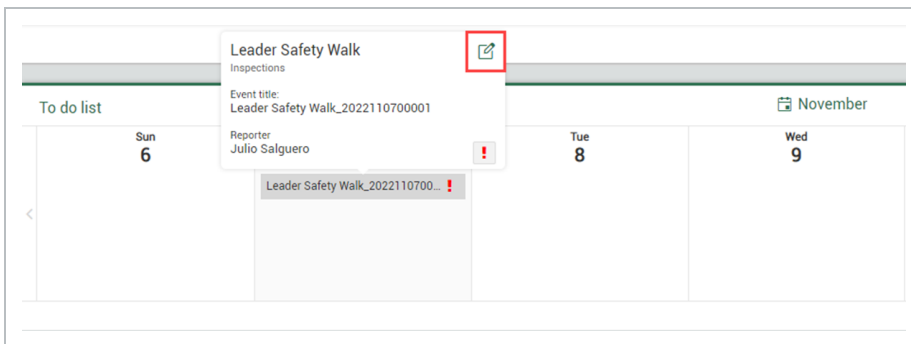 Leader Safety Walk
Inspections
Event title:
Leader Safety Walk_2022110700001
Reporter
Julio Salguero
!
To do list
November
Sun
6
Tue
8
Wed
9
Leader Safety Walk_2022110700... !